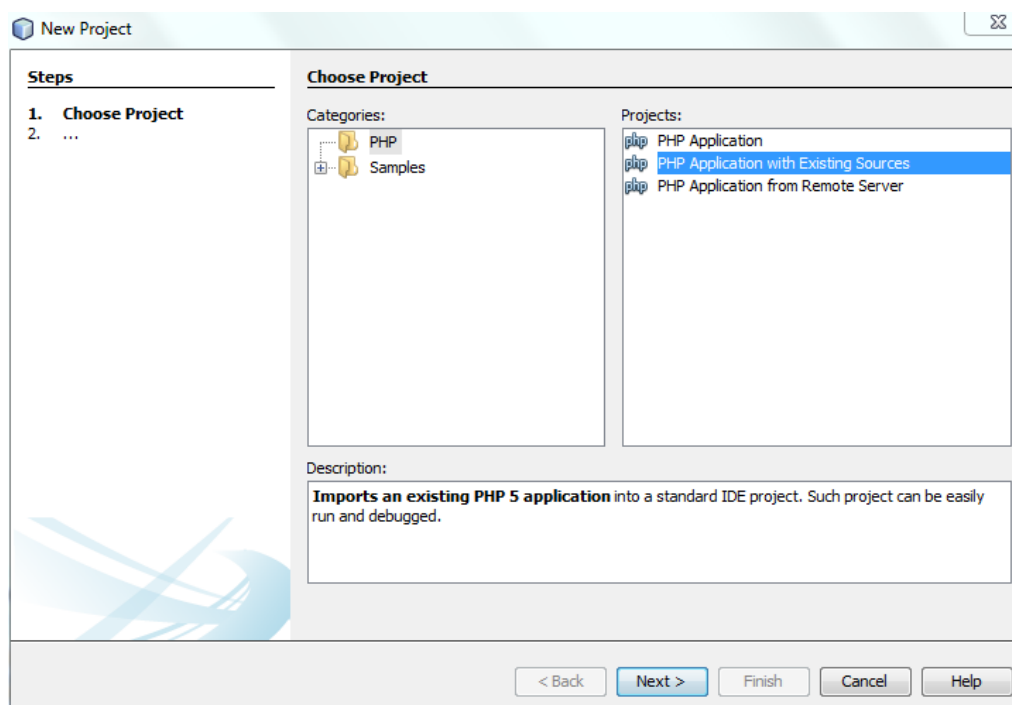 New Project
Steps
1. Choose Project
2. ...
Choose Project
Categories:
PHP
Samples
Projects:
php PHP Application
php PHP Application with Existing Sources
php PHP Application from Remote Server
Description:
Imports an existing PHP 5 application into a standard IDE project. Such project can be easily
run and debugged.
< Back
Next >
Finish
Cancel
Help